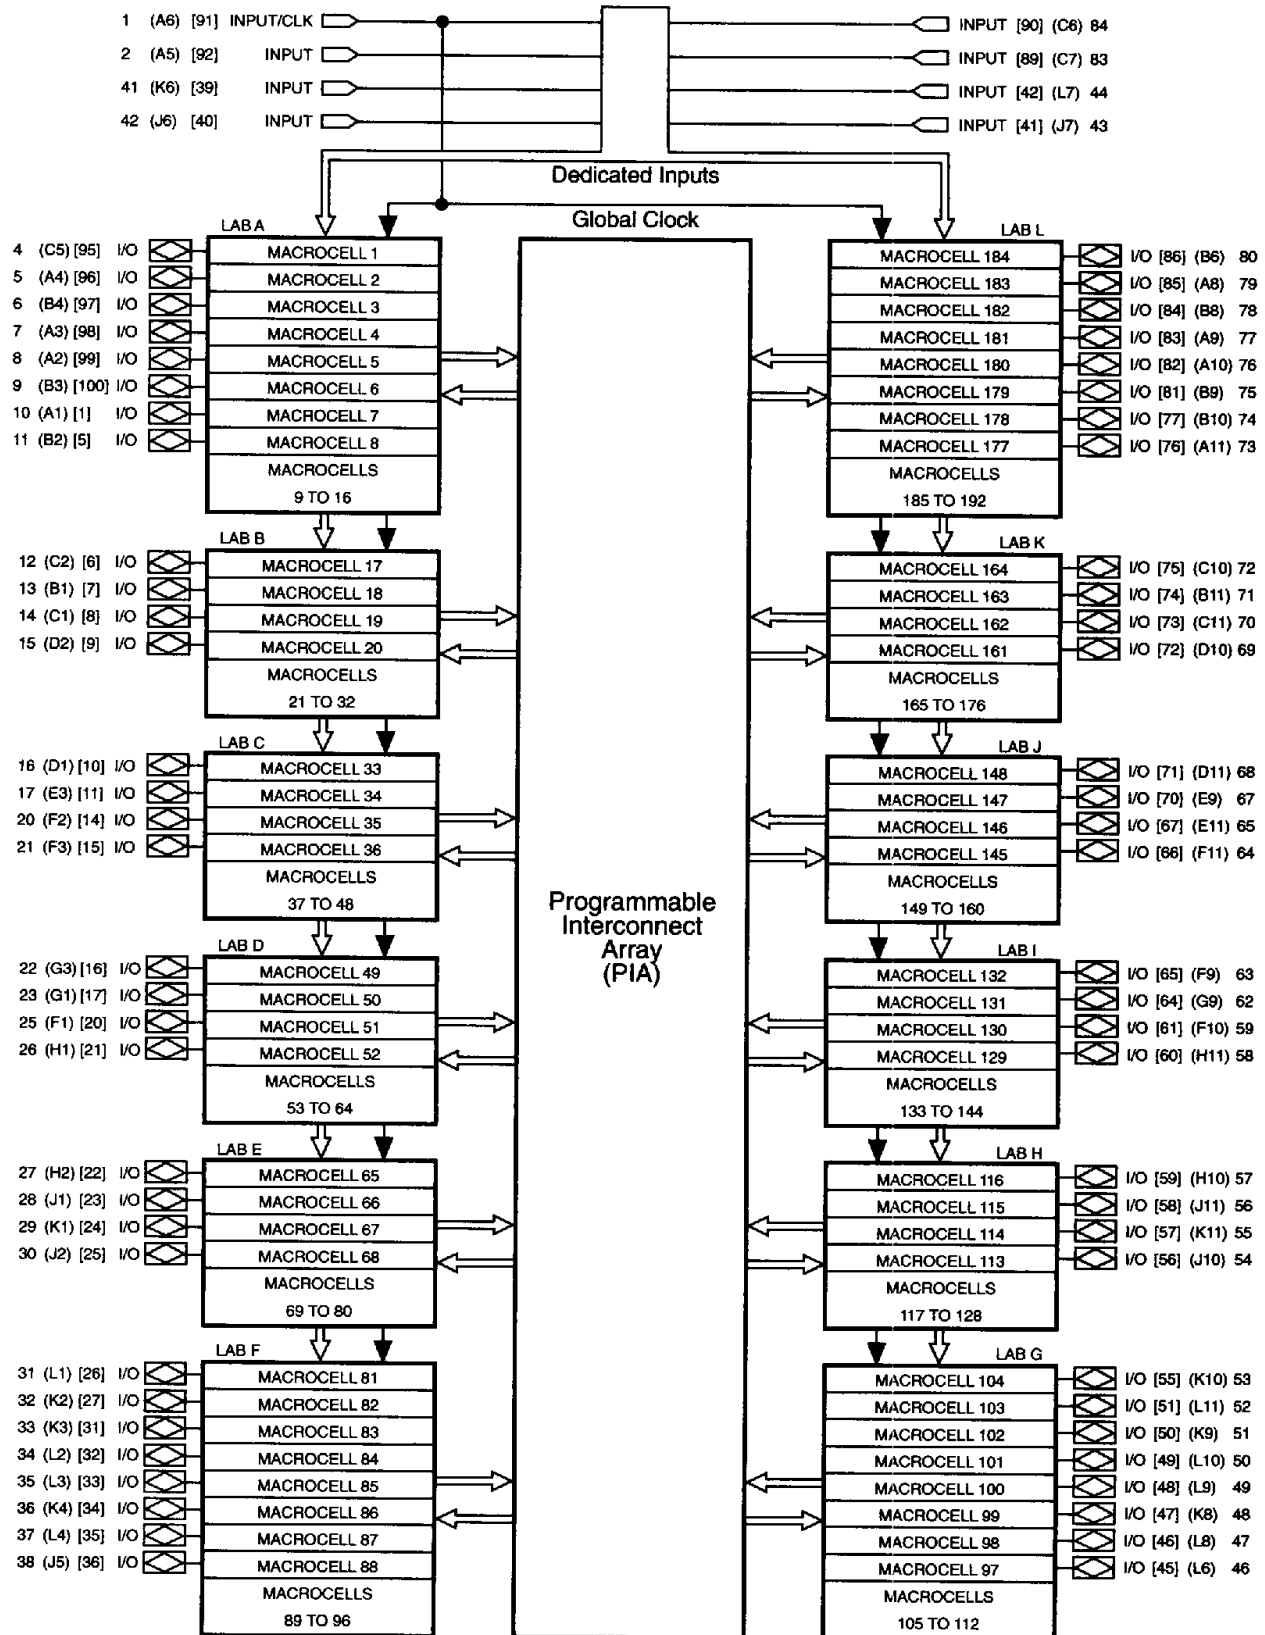 1 (A6) [91] INPUT/CLK
2 (A5) [92] INPUT
41 (K6) [39] INPUT
42 (J6) [40] INPUT
INPUT [90] (C6) 84
INPUT [89] (C7) 83
INPUT [42] (L7) 44
INPUT [41] (J7) 43
Dedicated Inputs
Global Clock
LAB A
4 (C5) [95] I/O MACROCELL 1
5 (A4) [96] I/O MACROCELL 2
6 (B4) [97] I/O MACROCELL 3
7 (A3) [98] I/O MACROCELL 4
8 (A2) [99] I/O MACROCELL 5
9 (B3) [100] I/O MACROCELL 6
10 (A1) [1] I/O MACROCELL 7
11 (B2) [5] I/O MACROCELL 8
MACROCELLS
9 TO 16
LAB B
12 (C2) [6] I/O MACROCELL 17
13 (B1) [7] I/O MACROCELL 18
14 (C1) [8] I/O MACROCELL 19
15 (D2) [9] I/O MACROCELL 20
MACROCELLS
21 TO 32
LAB C
16 (D1) [10] I/O MACROCELL 33
17 (E3) [11] I/O MACROCELL 34
20 (F2) [14] I/O MACROCELL 35
21 (F3) [15] I/O MACROCELL 36
MACROCELLS
37 TO 48
LAB D
22 (G3) [16] I/O MACROCELL 49
23 (G1) [17] I/O MACROCELL 50
25 (F1) [20] I/O MACROCELL 51
26 (H1) [21] I/O MACROCELL 52
MACROCELLS
53 TO 64
LAB E
27 (H2) [22] I/O MACROCELL 65
28 (J1) [23] I/O MACROCELL 66
29 (K1) [24] I/O MACROCELL 67
30 (J2) [25] I/O MACROCELL 68
MACROCELLS
69 TO 80
LAB F
31 (L1) [26] I/O MACROCELL 81
32 (K2) [27] I/O MACROCELL 82
33 (K3) [31] I/O MACROCELL 83
34 (L2) [32] I/O MACROCELL 84
35 (L3) [33] I/O MACROCELL 85
36 (K4) [34] I/O MACROCELL 86
37 (L4) [35] I/O MACROCELL 87
38 (J5) [36] I/O MACROCELL 88
MACROCELLS
89 TO 96
Programmable
Interconnect
Array
(PIA)
LAB L
MACROCELL 184 I/O [86] (B6) 80
MACROCELL 183 I/O [85] (A8) 79
MACROCELL 182 I/O [84] (B8) 78
MACROCELL 181 I/O [83] (A9) 77
MACROCELL 180 I/O [82] (A10) 76
MACROCELL 179 I/O [81] (B9) 75
MACROCELL 178 I/O [77] (B10) 74
MACROCELL 177 I/O [76] (A11) 73
MACROCELLS
185 TO 192
LAB K
MACROCELL 164 I/O [75] (C10) 72
MACROCELL 163 I/O [74] (B11) 71
MACROCELL 162 I/O [73] (C11) 70
MACROCELL 161 I/O [72] (D10) 69
MACROCELLS
165 TO 176
LAB J
MACROCELL 148 I/O [71] (D11) 68
MACROCELL 147 I/O [70] (E9) 67
MACROCELL 146 I/O [67] (E11) 65
MACROCELL 145 I/O [66] (F11) 64
MACROCELLS
149 TO 160
LAB I
MACROCELL 132 I/O [65] (F9) 63
MACROCELL 131 I/O [64] (G9) 62
MACROCELL 130 I/O [61] (F10) 59
MACROCELL 129 I/O [60] (H11) 58
MACROCELLS
133 TO 144
LAB H
MACROCELL 116 I/O [59] (H10) 57
MACROCELL 115 I/O [58] (J11) 56
MACROCELL 114 I/O [57] (K11) 55
MACROCELL 113 I/O [56] (J10) 54
MACROCELLS
117 TO 128
LAB G
MACROCELL 104 I/O [55] (K10) 53
MACROCELL 103 I/O [51] (L11) 52
MACROCELL 102 I/O [50] (K9) 51
MACROCELL 101 I/O [49] (L10) 50
MACROCELL 100 I/O [48] (L9) 49
MACROCELL 99 I/O [47] (K8) 48
MACROCELL 98 I/O [46] (L8) 47
MACROCELL 97 I/O [45] (L6) 46
MACROCELLS
105 TO 112